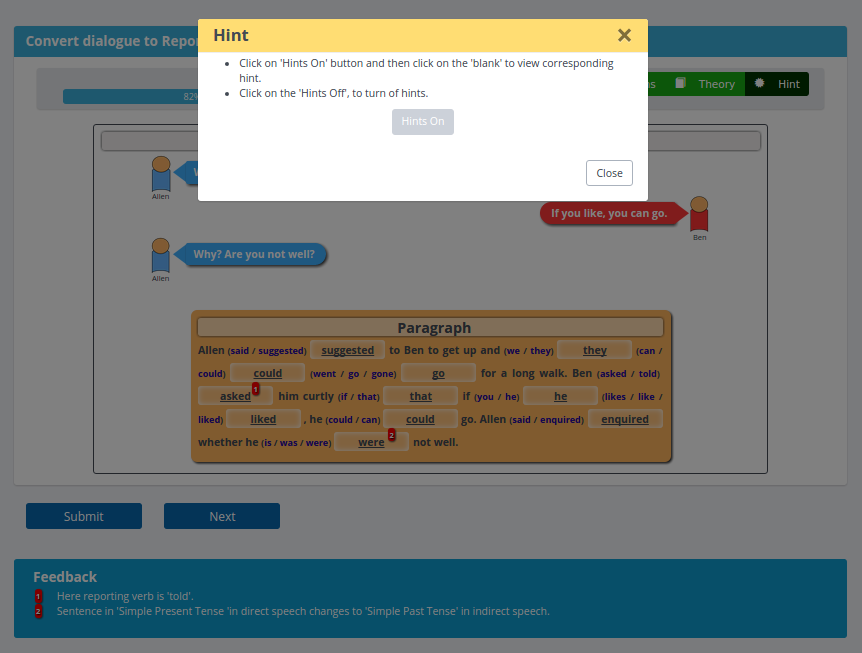 Convert dialogue to Repor
Hint
Click on 'Hints On' button and then click on the 'blank' to view corresponding
hint.
Click on the 'Hints Off', to turn of hints.
Hints On
Close
82%
ns Theory Hint
Allen
If you like, you can go.
Ben
Why? Are you not well?
Allen
Paragraph
Allen (said / suggested) suggested to Ben to get up and (we / they) they (can /
could) could (went / go / gone) go for a long walk. Ben (asked / told)
asked 1 him curtly (if / that) that if (you / he) he (likes / like /
liked) liked , he (could / can) could go. Allen (said / enquired) enquired
whether he (is / was / were) were 2 not well.
Submit Next
Feedback
1 Here reporting verb is 'told'.
2 Sentence in 'Simple Present Tense 'in direct speech changes to 'Simple Past Tense' in indirect speech.